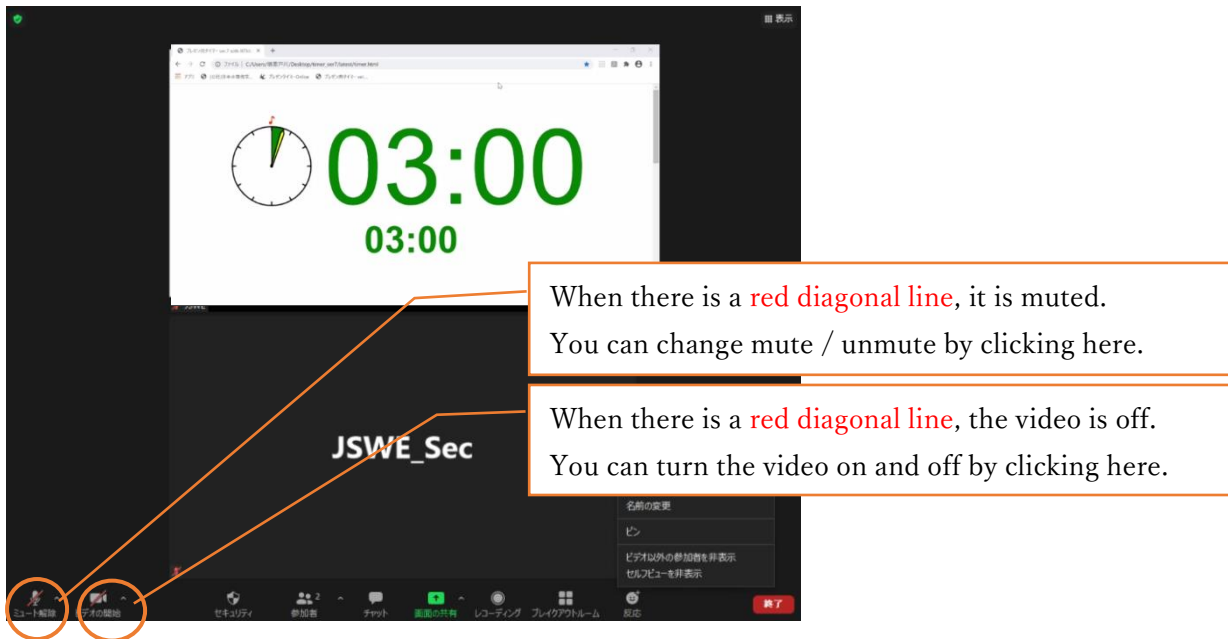 表示
03:00
03:00
When there is a red diagonal line, it is muted.
You can change mute / unmute by clicking here.
When there is a red diagonal line, the video is off.
You can turn the video on and off by clicking here.
JSWE_Sec
名前の変更
ピン
ビデオ以外の参加者を非表示
セルフビューを非表示
ミュート解除
セキュリティ
2
参加者
チャット
画面の共有
レコーディング
ブレイクアウトルーム
反応
終了